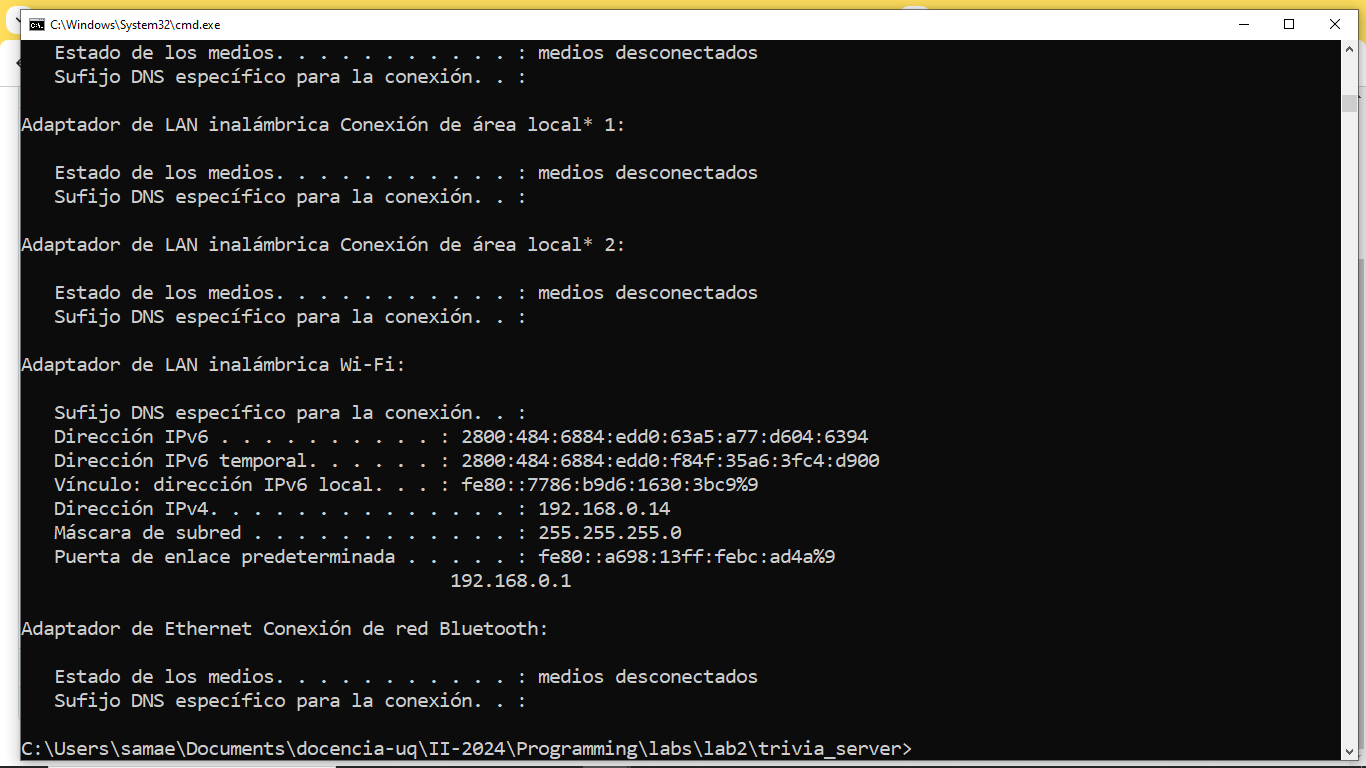 C:\Windows\System32\cmd.exe
Estado de los medios. . . . . . . . . . . : medios desconectados
Sufijo DNS específico para la conexión. . :
Adaptador de LAN inalámbrica Conexión de área local* 1:
Estado de los medios. . . . . . . . . . . : medios desconectados
Sufijo DNS específico para la conexión. . :
Adaptador de LAN inalámbrica Conexión de área local* 2:
Estado de los medios. . . . . . . . . . . : medios desconectados
Sufijo DNS específico para la conexión. . :
Adaptador de LAN inalámbrica Wi-Fi:
Sufijo DNS específico para la conexión. . :
Dirección IPv6 . . . . . . . . . . : 2800:484:6884:edd0:63a5:a77:d604:6394
Dirección IPv6 temporal. . . . . . : 2800:484:6884:edd0:f84f:35a6:3fc4:d900
Vínculo: dirección IPv6 local. . . : fe80::7786:b9d6:1630:3bc9%9
Dirección IPv4. . . . . . . . . . . . . . : 192.168.0.14
Máscara de subred . . . . . . . . . . . . : 255.255.255.0
Puerta de enlace predeterminada . . . . . : fe80::a698:13ff:febc:ad4a%9
192.168.0.1
Adaptador de Ethernet Conexión de red Bluetooth:
Estado de los medios. . . . . . . . . . . : medios desconectados
Sufijo DNS específico para la conexión. . :
C:\Users\samae\Documents\docencia-uq\II-2024\Programming\labs\lab2\trivia_server>